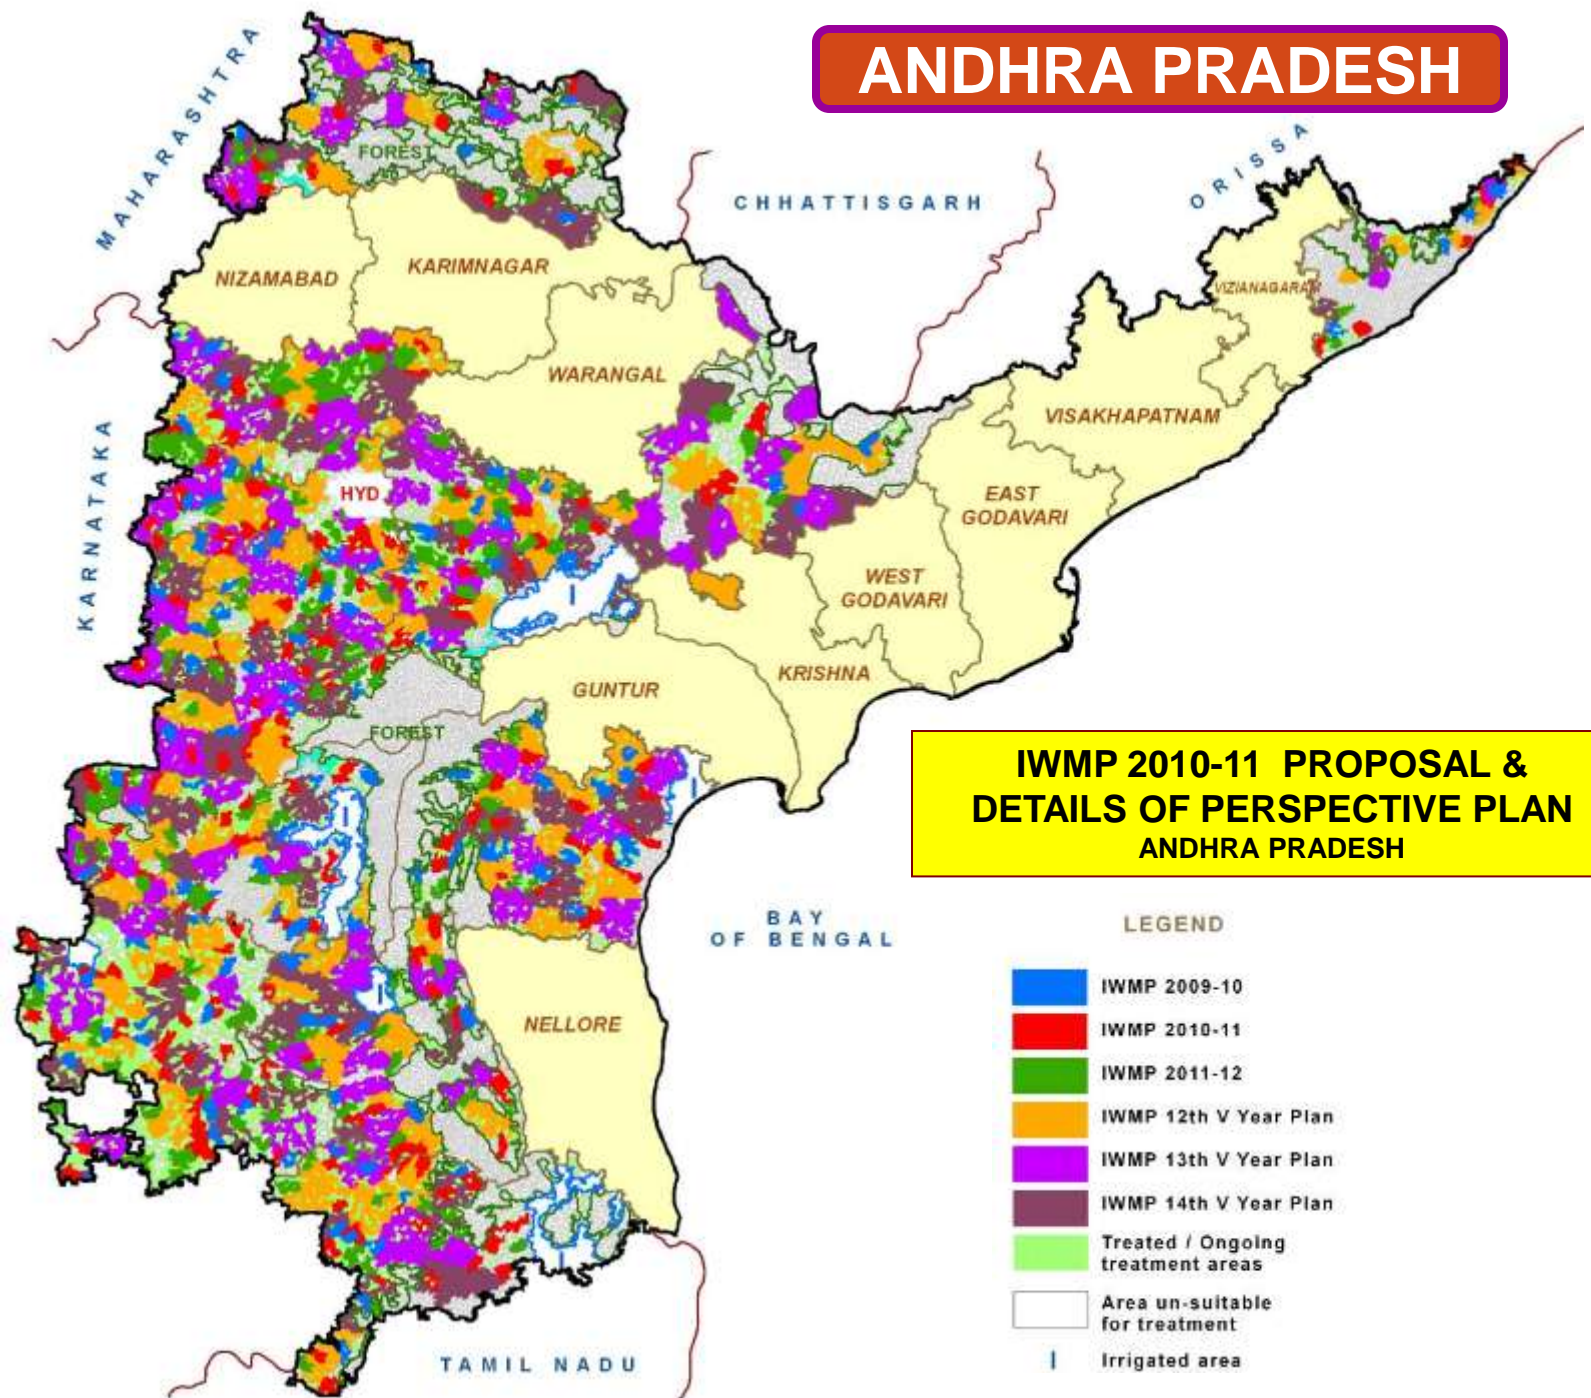 ANDHRA PRADESH
MAHARASHTRA
ORISSA
FOREST
CHHATTISGARH
NIZAMABAD
KARIMNAGAR
VIZIANAGARAM
WARANGAL
VISAKHAPATNAM
KARNATAKA
HYD
EAST
GODAVARI
WEST
GODAVARI
I
KRISHNA
GUNTUR
FOREST
I
I
IWMP 2010-11 PROPOSAL &
DETAILS OF PERSPECTIVE PLAN
ANDHRA PRADESH
BAY
OF BENGAL
I
NELLORE
I
TAMIL NADU
LEGEND
IWMP 2009-10
IWMP 2010-11
IWMP 2011-12
IWMP 12th V Year Plan
IWMP 13th V Year Plan
IWMP 14th V Year Plan
Treated / Ongoing
treatment areas
Area un-suitable
for treatment
I Irrigated area